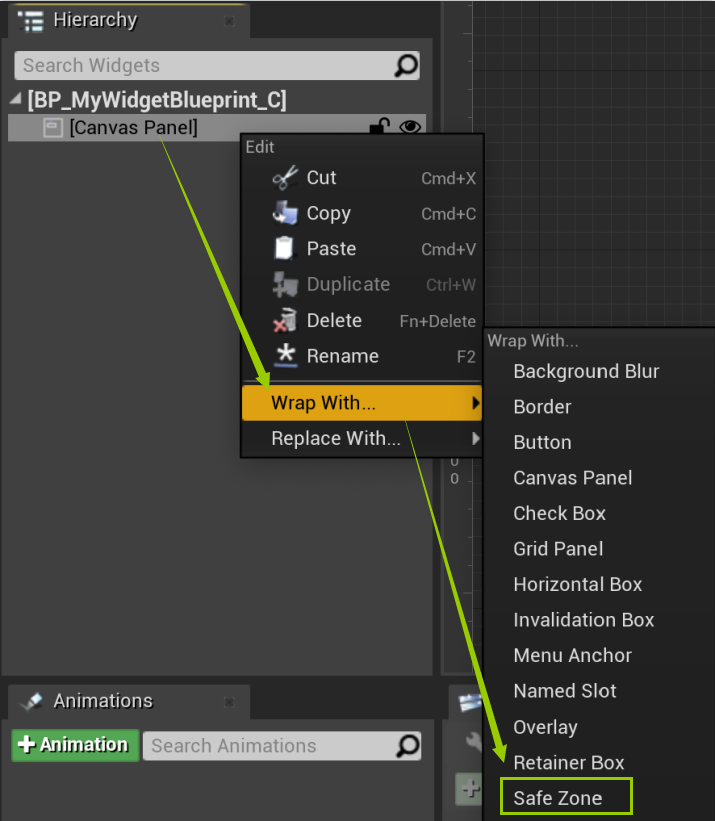 Hierarchy
Search Widgets
[BP_MyWidgetBlueprint_C]
[Canvas Panel]
Edit
Cut Cmd+X
Copy Cmd+C
Paste Cmd+V
Duplicate Ctrl+W
Delete Fn+Delete
Rename F2
Wrap With...
Replace With...
Wrap With...
Background Blur
Border
Button
Canvas Panel
Check Box
Grid Panel
Horizontal Box
Invalidation Box
Menu Anchor
Named Slot
Overlay
Retainer Box
Safe Zone
0
0
Animations
+ Animation
Search Animations